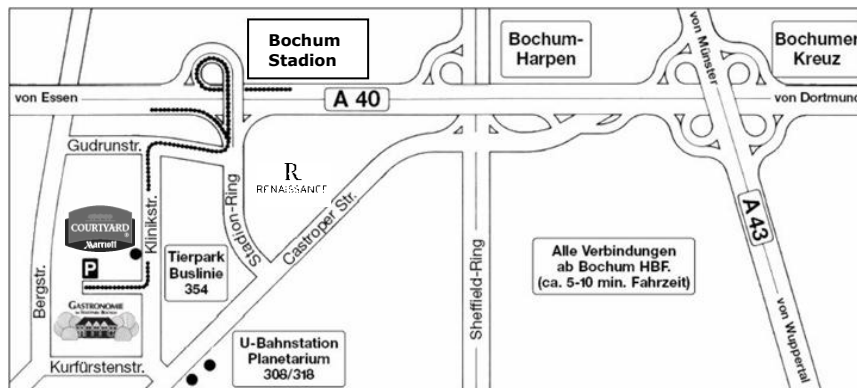 Bochum
Stadion
Bochum-
Harpen
von Münster
Bochumer
Kreuz
von Essen
A 40
von Dortmund
Gudrunstr.
R
RENAISSANCE
Castroper Str.
Stadion-Ring
Klinikstr.
COURTYARD
Marriott
P
Tierpark
Buslinie
354
Bergstr.
Sheffield-Ring
Alle Verbindungen
ab Bochum HBF.
(ca. 5-10 min. Fahrzeit)
A 43
von Wuppertal
GASTRONOMIE
Kurfürstenstr.
U-Bahnstation
Planetarium
308/318